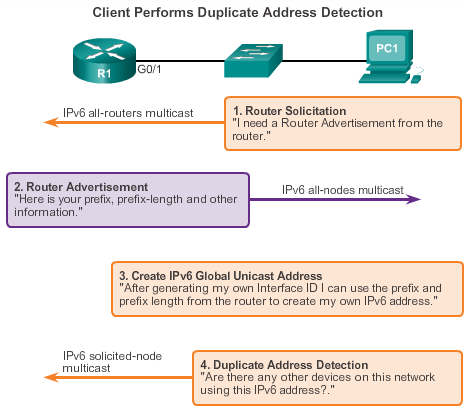 Client Performs Duplicate Address Detection
R1
G0/1
PC1
IPv6 all-routers multicast
1. Router Solicitation
"I need a Router Advertisement from the
router."
2. Router Advertisement
"Here is your prefix, prefix-length and other
information."
IPv6 all-nodes multicast
3. Create IPv6 Global Unicast Address
"After generating my own Interface ID I can use the prefix and
prefix length from the router to create my own IPv6 address."
IPv6 solicited-node
multicast
4. Duplicate Address Detection
"Are there any other devices on this network
using this IPv6 address?."